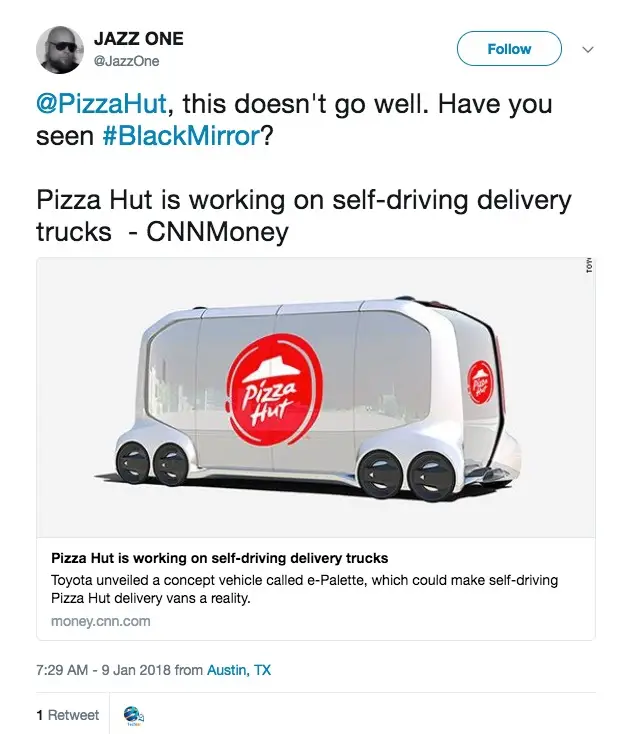 JAZZ ONE
@JazzOne
Follow
@PizzaHut, this doesn't go well. Have you
seen #BlackMirror?
Pizza Hut is working on self-driving delivery
trucks - CNNMoney
Pizza
Hut
Pizza
Hut
Pizza Hut is working on self-driving delivery trucks
Toyota unveiled a concept vehicle called e-Palette, which could make self-driving
Pizza Hut delivery vans a reality.
money.cnn.com
7:29 AM - 9 Jan 2018 from Austin, TX
1 Retweet